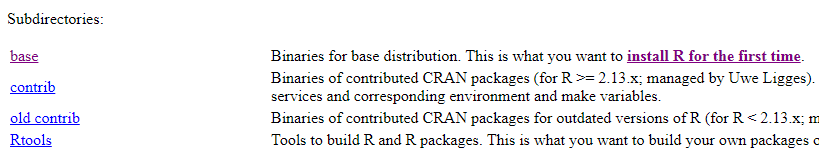 Subdirectories:
base Binaries for base distribution. This is what you want to install R for the first time.
contrib Binaries of contributed CRAN packages (for R >= 2.13.x; managed by Uwe Ligges).
services and corresponding environment and make variables.
old contrib Binaries of contributed CRAN packages for outdated versions of R (for R < 2.13.x;
Rtools Tools to build R and R packages. This is what you want to build your own packages